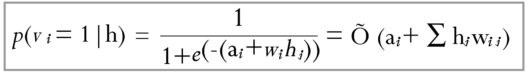 p(v i = 1 | h) = 1 / 1+e(-(ai+wihi)) = Õ (ai+ ∑ hiwi j)